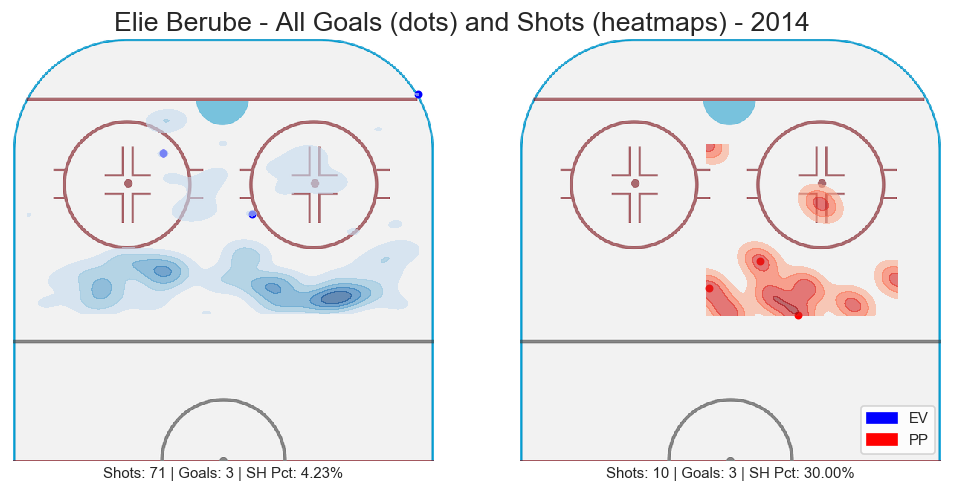 Elie Berube - All Goals (dots) and Shots (heatmaps) - 2014
EV
PP
Shots: 71 | Goals: 3 | SH Pct: 4.23%
Shots: 10 | Goals: 3 | SH Pct: 30.00%